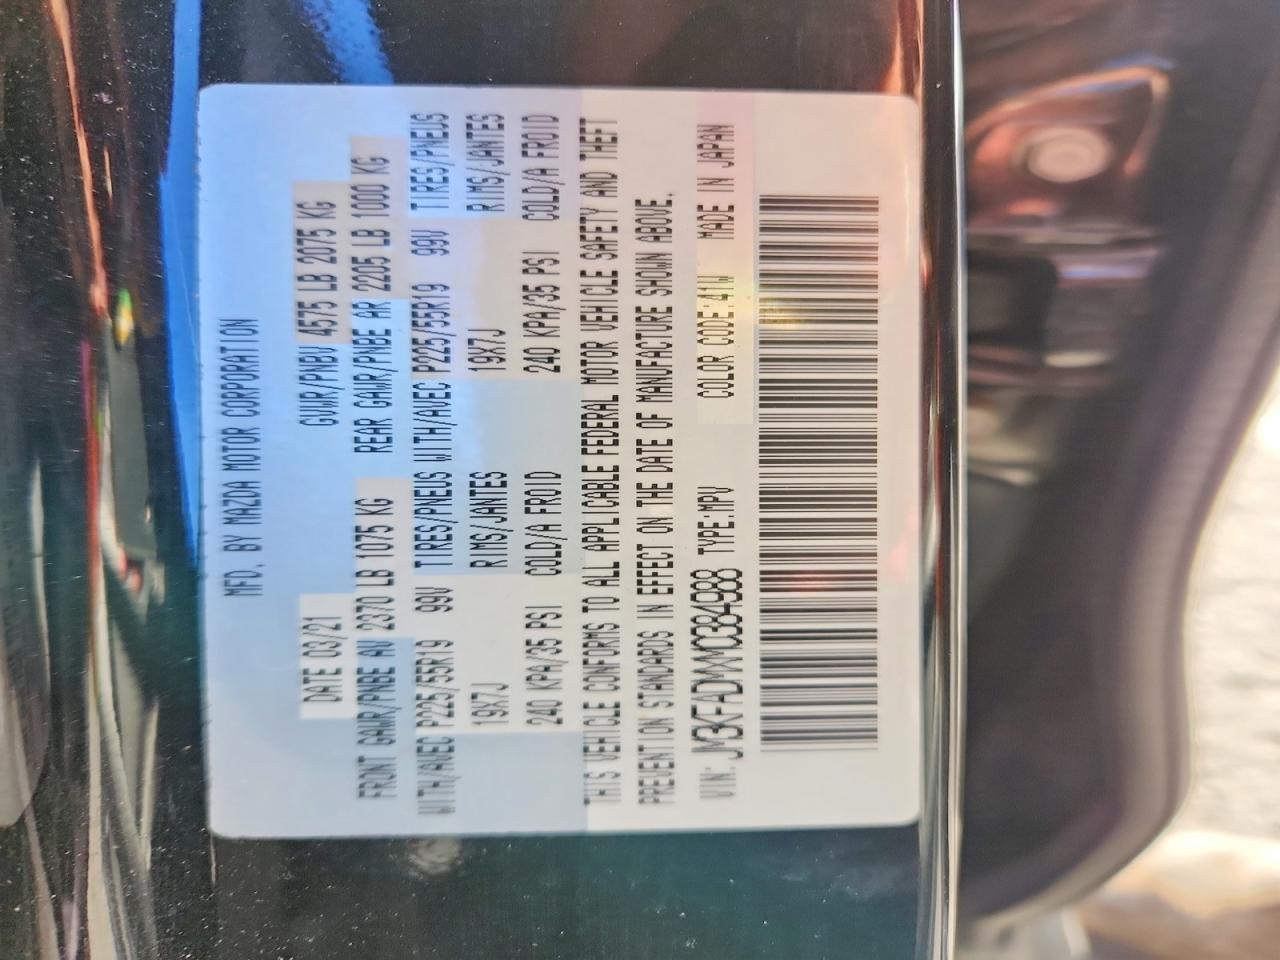 MFD. BY MAZDA MOTOR CORPORATION
DATE 03/21 GVWR/PNBV 4575 LB 2075 KG
FRONT GAWR/PNBE AV 2370 LB 1075 KG REAR GAWR/PNBE AR 2205 LB 1000 KG
WITH/AVEC P225/55R19 99V TIRES/PNEUS WITH/AVEC P225/55R19 99V TIRES/PNEUS
19X7J RIMS/JANTES 19X7J RIMS/JANTES
240 KPA/35 PSI COLD/A FROID 240 KPA/35 PSI COLD/A FROID
THIS VEHICLE CONFORMS TO ALL APPLICABLE FEDERAL MOTOR VEHICLE SAFETY AND THEFT
PREVENTION STANDARDS IN EFFECT ON THE DATE OF MANUFACTURE SHOWN ABOVE.
VIN: JM3KFADMXM0384988 TYPE:MPV COLOR CODE:41W MADE IN JAPAN